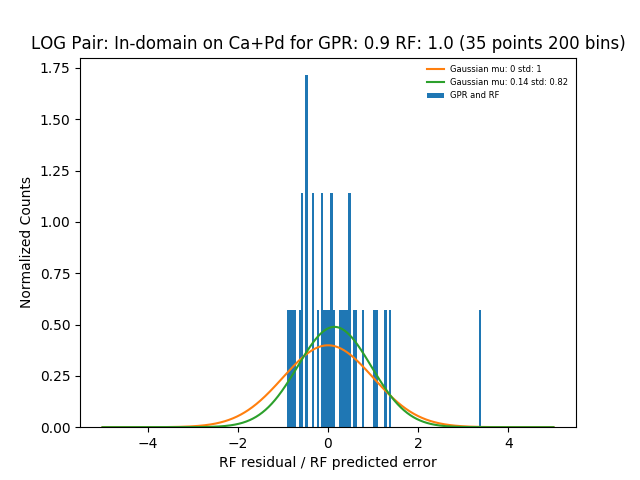 LOG Pair: In-domain on Ca+Pd for GPR: 0.9 RF: 1.0 (35 points 200 bins)
Gaussian mu: 0 std: 1
Gaussian mu: 0.14 std: 0.82
GPR and RF
Normalized Counts
1.75
1.50
1.25
1.00
0.75
0.50
0.25
0.00
−4 −2 0 2 4
RF residual / RF predicted error